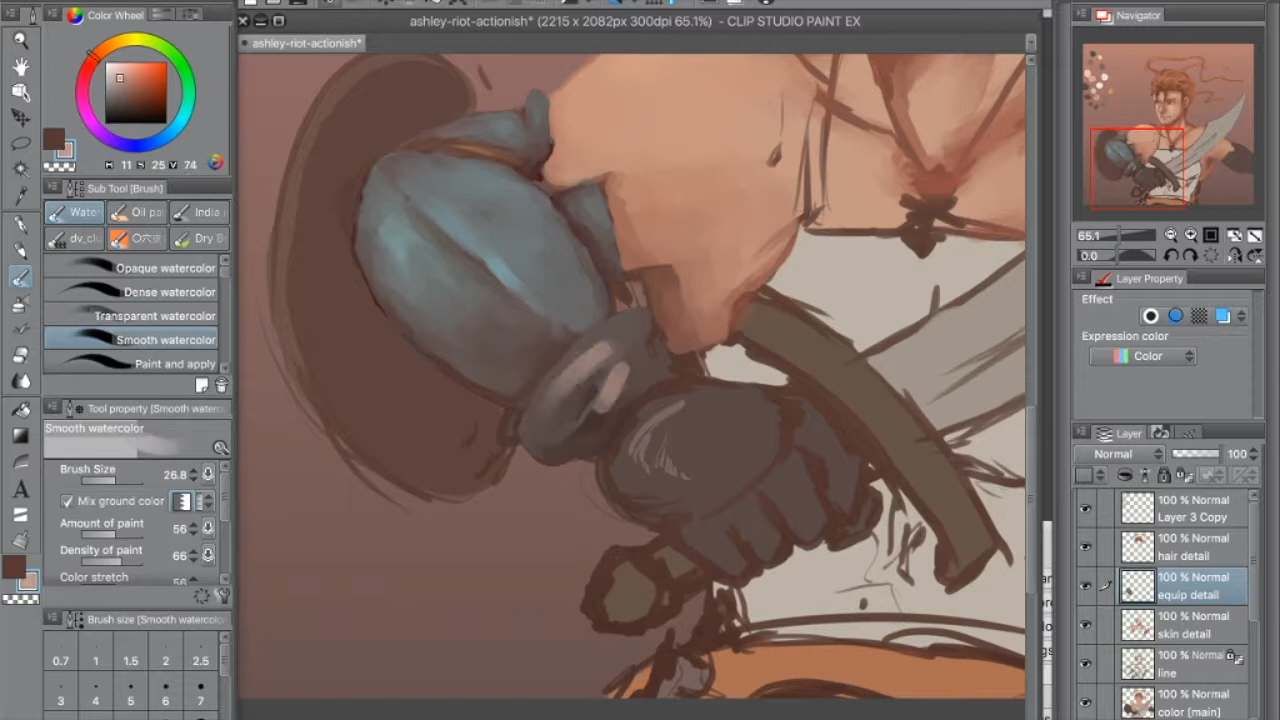 ashley-riot-actionish* (2215 x 2082px 300dpi 65.1%) - CLIP STUDIO PAINT EX
ashley-riot-actionish*
Color Wheel
H 11 S 25 V 74
Sub Tool [Brush]
Water
Oil pa
India
dv_clu
Dry B
Opaque watercolor
Dense watercolor
Transparent watercolor
Smooth watercolor
Paint and apply
Tool property [Smooth waterc
Smooth watercolor
Brush Size 26.8
Mix ground color
Amount of paint 56
Density of paint 66
Color stretch
Brush size [Smooth waterco
0.7 1 1.5 2 2.5
3 4 5 6 7
Navigator
65.1
0.0
Layer Property
Effect
Expression color
Color
Layer
Normal 100
100 % Normal
Layer 3 Copy
100 % Normal
hair detail
100 % Normal
equip detail
100 % Normal
skin detail
100 % Normal
line
100 % Normal
color [main]